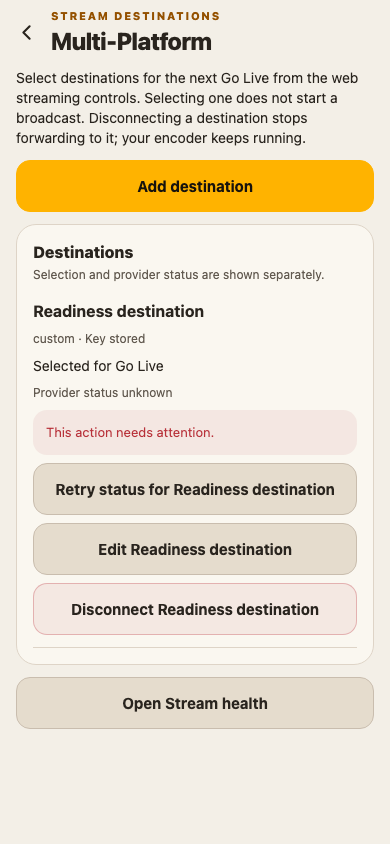 STREAM DESTINATIONS
Multi-Platform
Select destinations for the next Go Live from the web
streaming controls. Selecting one does not start a
broadcast. Disconnecting a destination stops
forwarding to it; your encoder keeps running.
Add destination
Destinations
Selection and provider status are shown separately.
Readiness destination
custom · Key stored
Selected for Go Live
Provider status unknown
This action needs attention.
Retry status for Readiness destination
Edit Readiness destination
Disconnect Readiness destination
Open Stream health